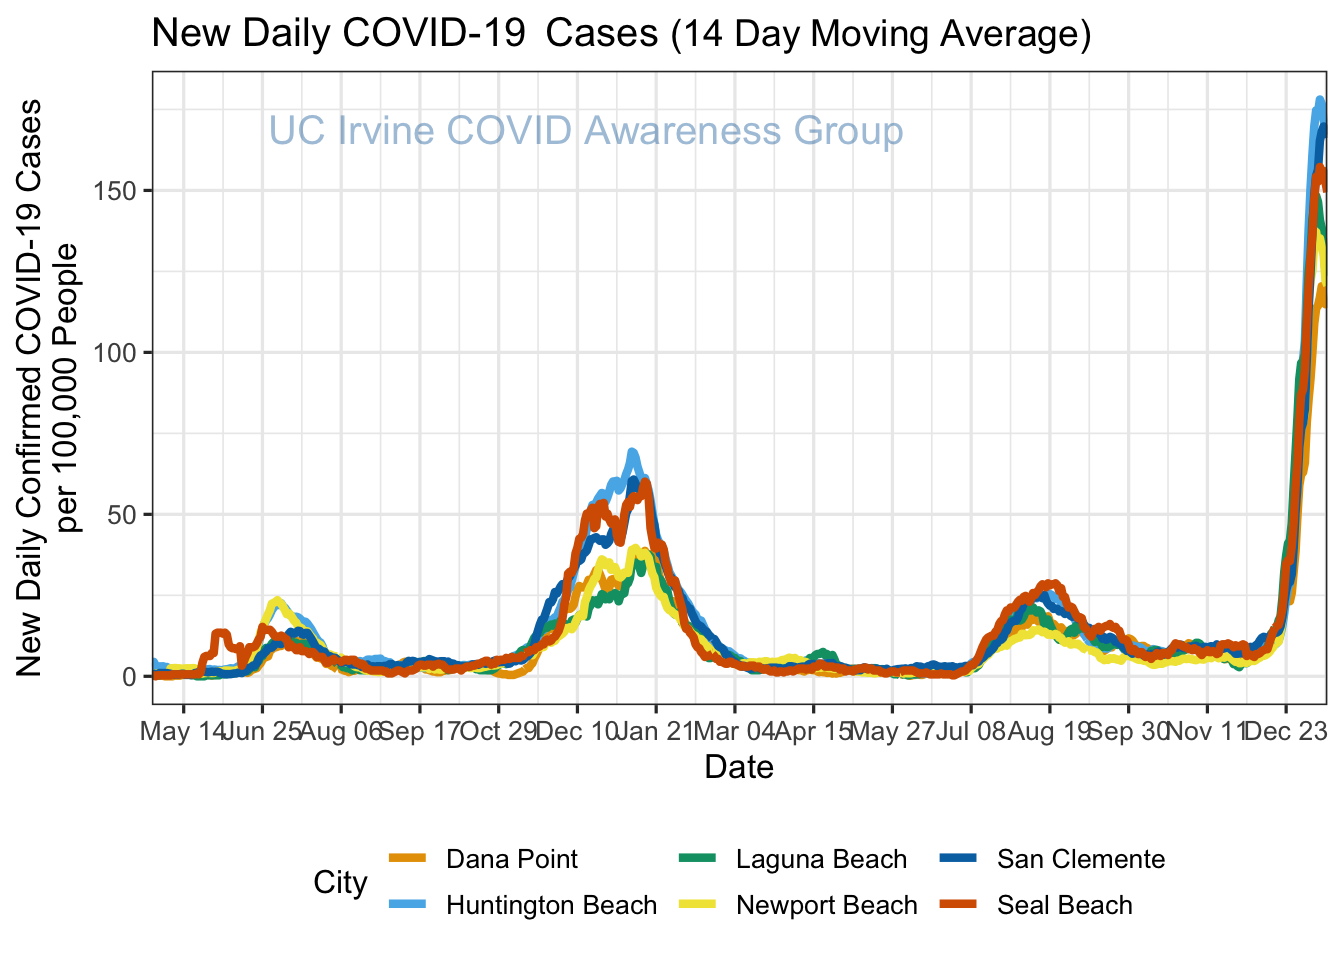 New Daily COVID-19 Cases (14 Day Moving Average)
UC Irvine COVID Awareness Group
New Daily Confirmed COVID-19 Cases
per 100,000 People
150
100
50
0
May 14 Jun 25 Aug 06 Sep 17 Oct 29 Dec 10 Jan 21 Mar 04 Apr 15 May 27 Jul 08 Aug 19 Sep 30 Nov 11 Dec 23
Date
City
Dana Point Laguna Beach San Clemente
Huntington Beach Newport Beach Seal Beach